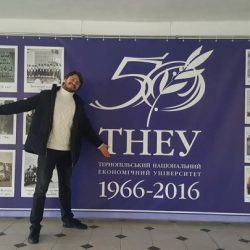 50
ТНЕУ
ТЕРНОПІЛЬСЬКИЙ НАЦІОНАЛЬНИЙ
ЕКОНОМІЧНИЙ УНІВЕРСИТЕТ
1966-2016